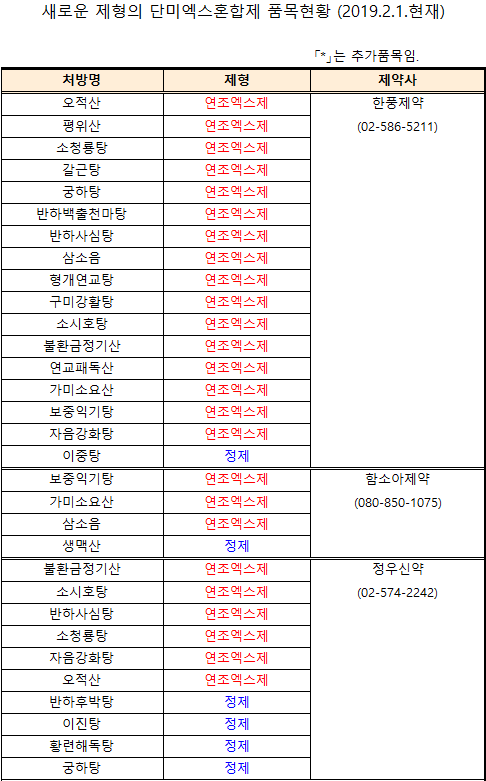 새로운 제형의 단미엑스혼합제 품목현황 (2019.2.1.현재)
「*」는 추가품목임.
처방명 제형 제약사
오적산 연조엑스제 한풍제약
평위산 연조엑스제 (02-586-5211)
소청룡탕 연조엑스제
갈근탕 연조엑스제
궁하탕 연조엑스제
반하백출천마탕 연조엑스제
반하사심탕 연조엑스제
삼소음 연조엑스제
형개연교탕 연조엑스제
구미강활탕 연조엑스제
소시호탕 연조엑스제
불환금정기산 연조엑스제
연교패독산 연조엑스제
가미소요산 연조엑스제
보중익기탕 연조엑스제
자음강화탕 연조엑스제
이중탕 정제
보중익기탕 연조엑스제 함소아제약
가미소요산 연조엑스제 (080-850-1075)
삼소음 연조엑스제
생맥산 정제
불환금정기산 연조엑스제 정우신약
소시호탕 연조엑스제 (02-574-2242)
반하사심탕 연조엑스제
소청룡탕 연조엑스제
자음강화탕 연조엑스제
오적산 연조엑스제
반하후박탕 정제
이진탕 정제
황련해독탕 정제
궁하탕 정제